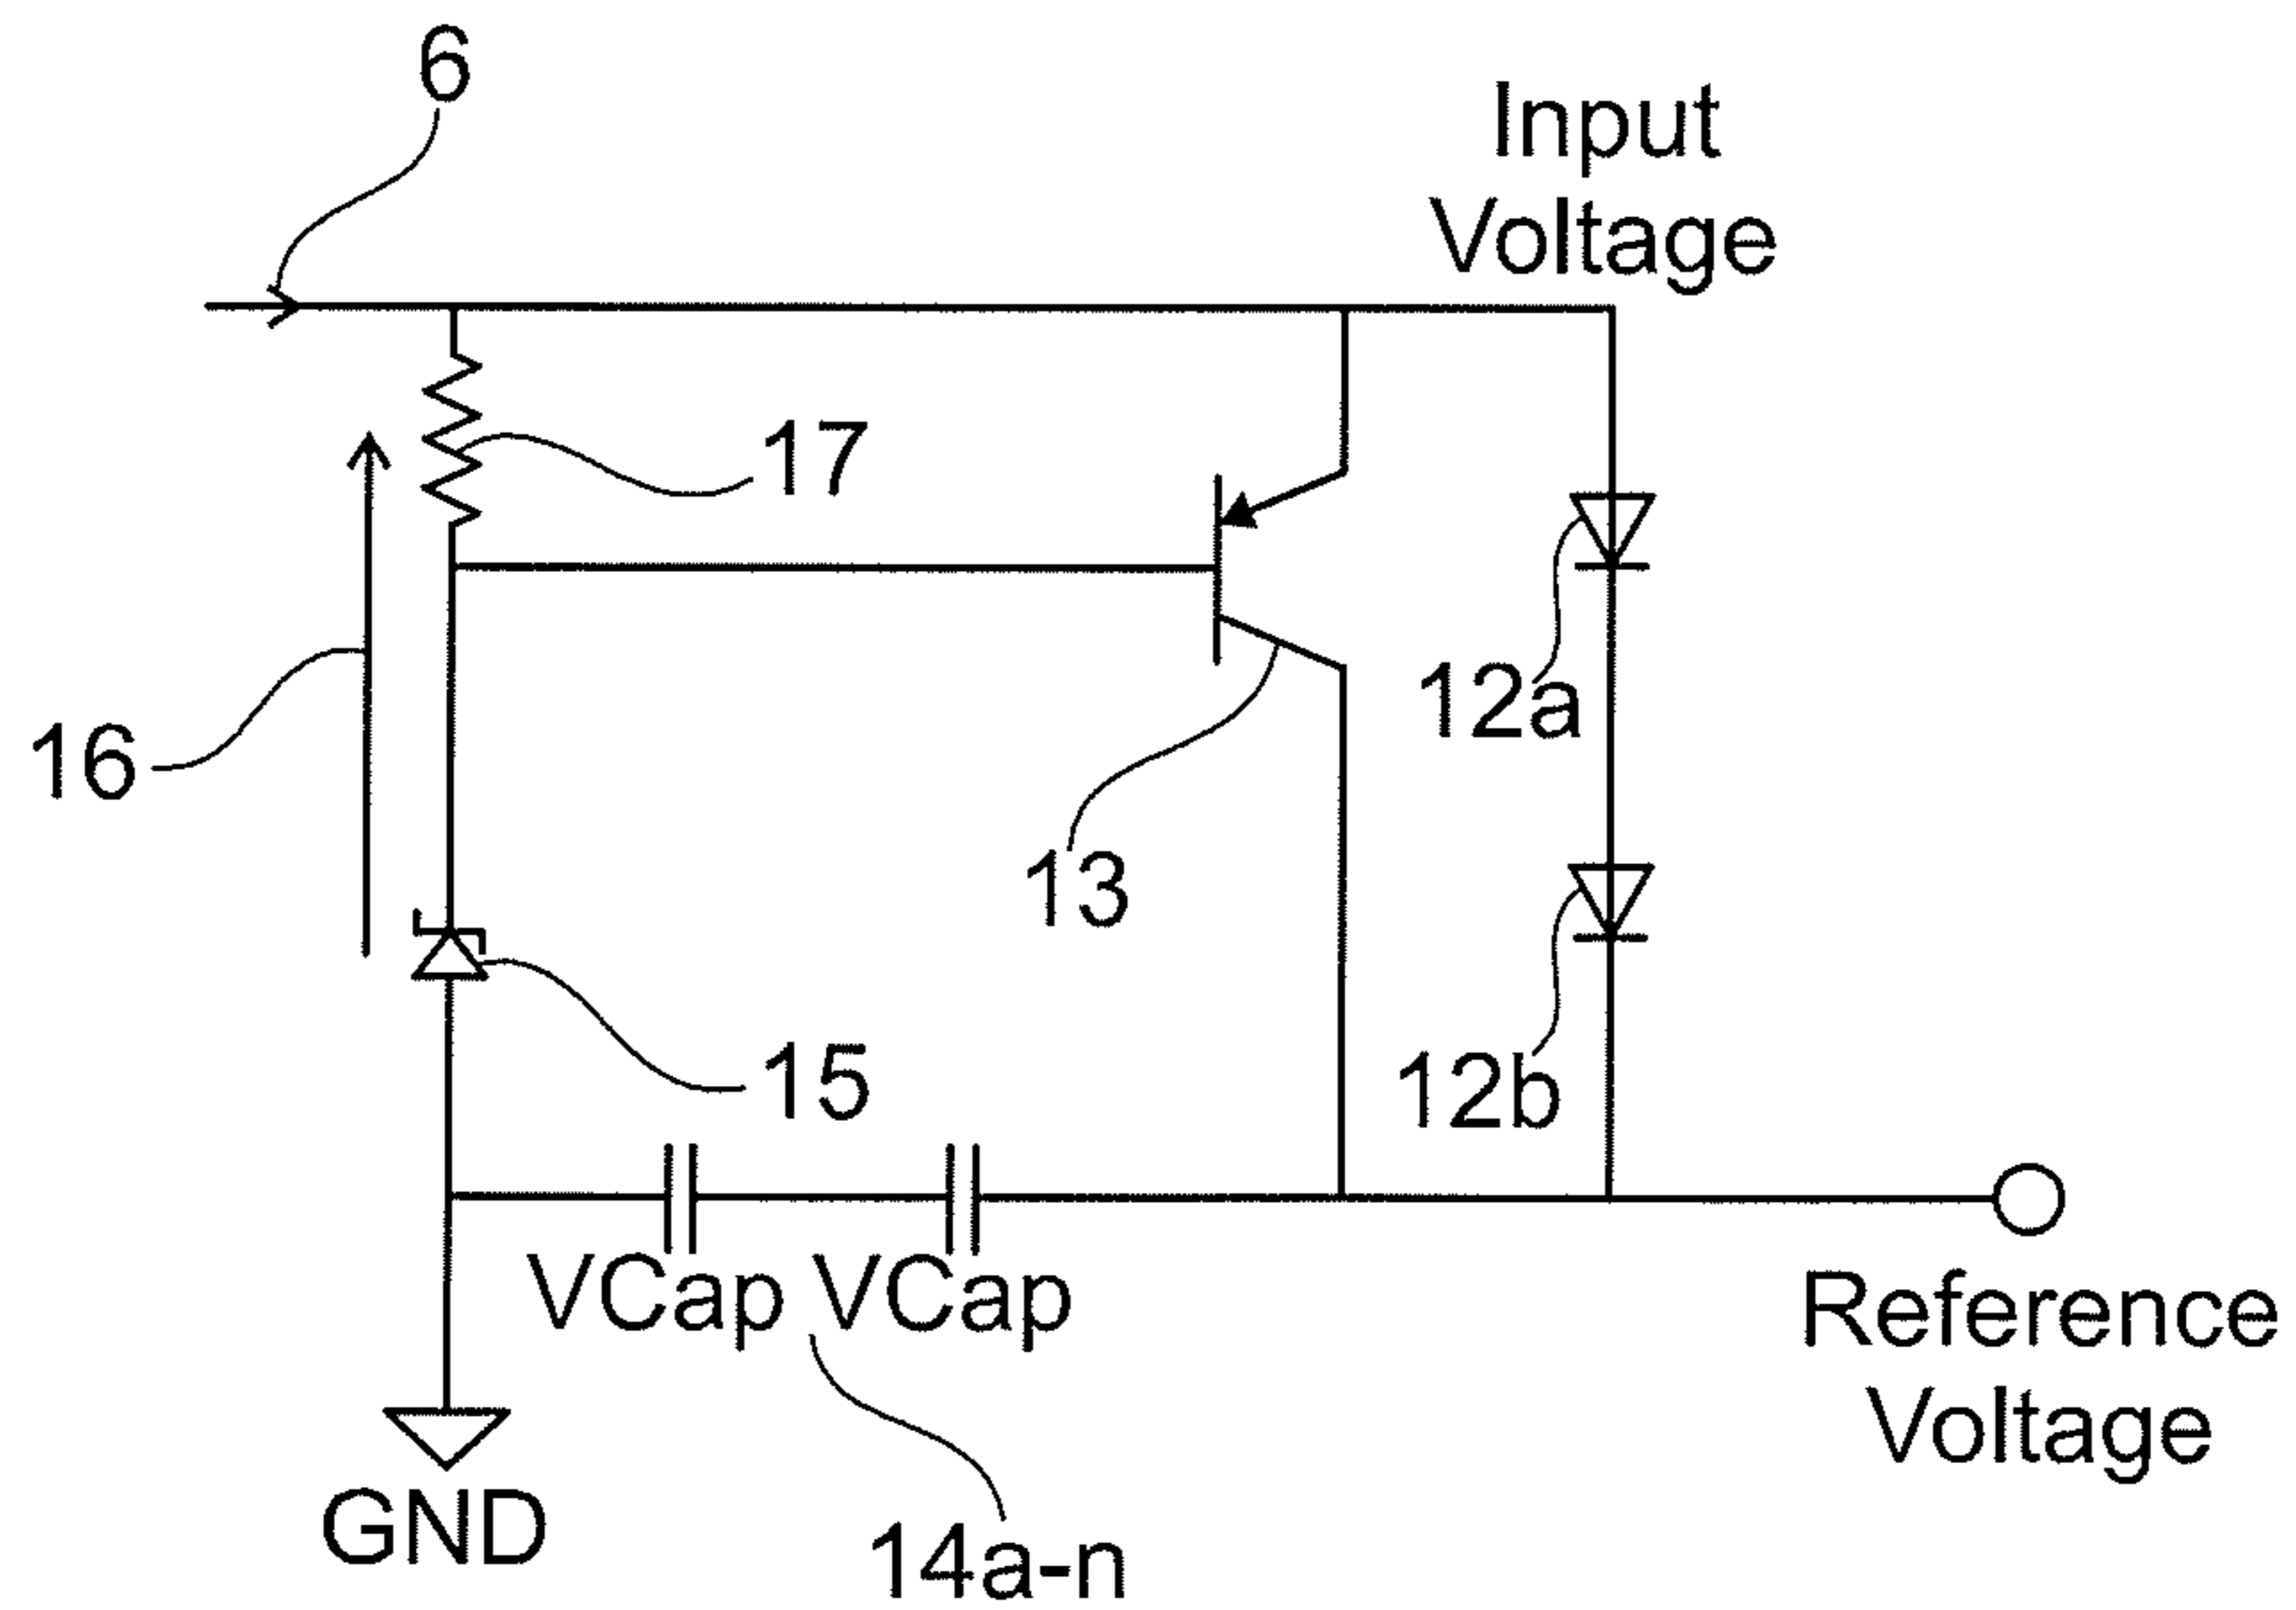 6
Input
Voltage
17
16
12a
13
15
12b
VCap VCap
Reference
Voltage
GND
14a-n